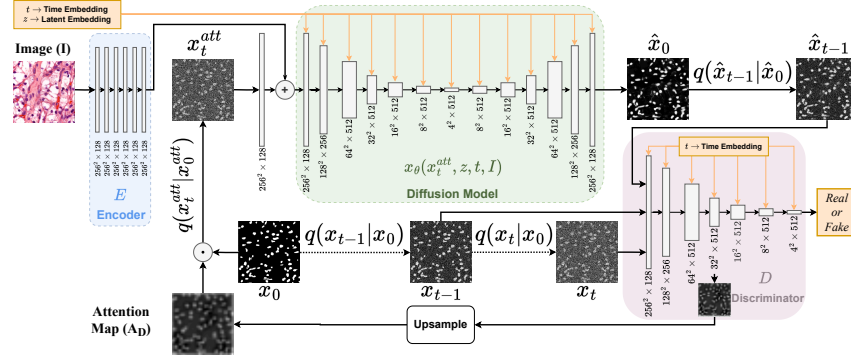 t → Time Embedding
z → Latent Embedding
Image (I)
x_t^{att}
256² × 128
256² × 128
256² × 128
256² × 128
256² × 128
256² × 128
E
Encoder
256² × 128
+
256² × 128
128² × 256
64² × 512
32² × 512
16² × 512
8² × 512
4² × 512
8² × 512
16² × 512
32² × 512
64² × 512
128² × 256
256² × 128
x_θ(x_t^{att}, z, t, I)
Diffusion Model
x̂_0
q(x̂_{t−1}|x̂_0)
x̂_{t−1}
q(x_t^{att}|x_0^{att})
x_0
q(x_{t−1}|x_0)
x_{t−1}
q(x_t|x_0)
x_t
t → Time Embedding
256² × 128
128² × 256
64² × 512
32² × 512
16² × 512
8² × 512
4² × 512
D
Discriminator
Real
or
Fake
Attention
Map (A_D)
Upsample